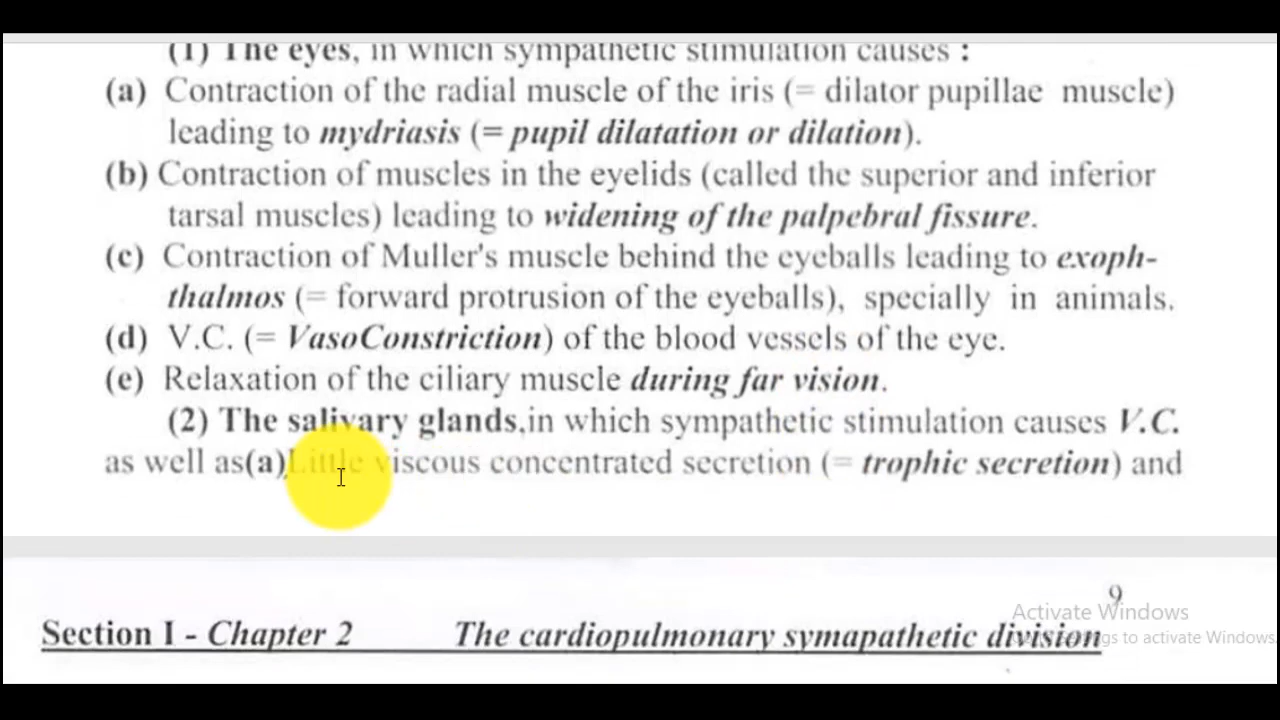 (1) The eyes, in which sympathetic stimulation causes :
(a) Contraction of the radial muscle of the iris (= dilator pupillae muscle)
leading to mydriasis (= pupil dilatation or dilation).
(b) Contraction of muscles in the eyelids (called the superior and inferior
tarsal muscles) leading to widening of the palpebral fissure.
(c) Contraction of Muller's muscle behind the eyeballs leading to exoph-
thalmos (= forward protrusion of the eyeballs), specially in animals.
(d) V.C. (= VasoConstriction) of the blood vessels of the eye.
(e) Relaxation of the ciliary muscle during far vision.
(2) The salivary glands,in which sympathetic stimulation causes V.C.
as well as(a)Little viscous concentrated secretion (= trophic secretion) and
9
Activate Windows
Section I - Chapter 2 The cardiopulmonary symapathetic division
to activate Windows